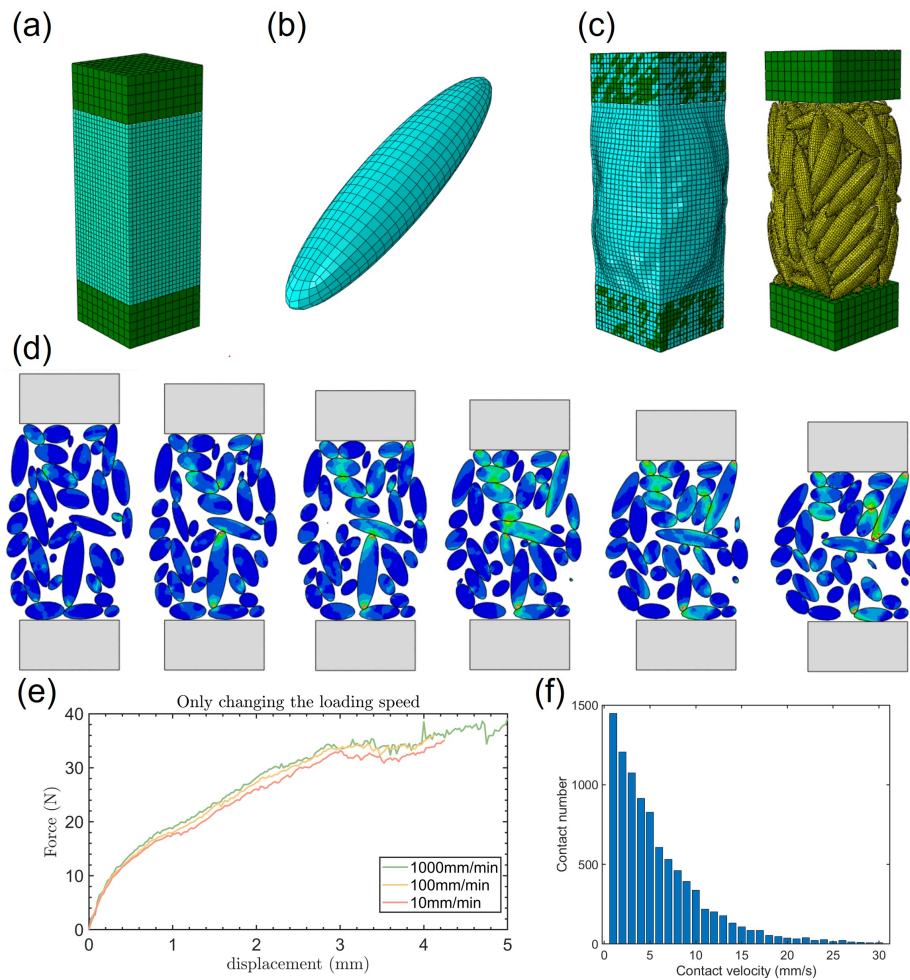 (a)
(b)
(c)
(d)
(e)
Only changing the loading speed
40
30
20
10
0
Force (N)
1000mm/min
100mm/min
10mm/min
0 1 2 3 4 5
displacement (mm)
(f)
1500
1000
500
0
Contact number
0 5 10 15 20 25 30
Contact velocity (mm/s)